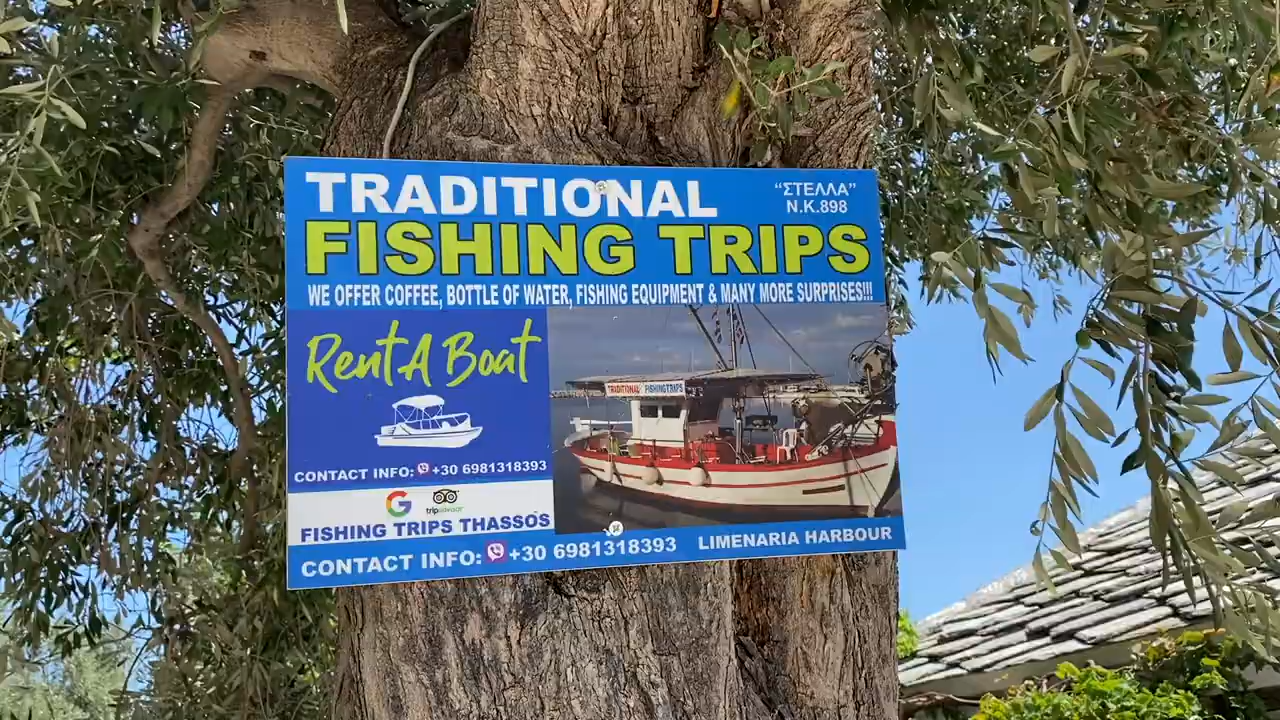 TRADITIONAL
"ΣΤΕΛΛΑ"
N.K.898
FISHING TRIPS
WE OFFER COFFEE, BOTTLE OF WATER, FISHING EQUIPMENT & MANY MORE SURPRISES!!!
Rent A Boat
TRADITIONAL FISHING TRIPS
CONTACT INFO: +30 6981318393
G
tripadvisor
FISHING TRIPS THASSOS
CONTACT INFO: +30 6981318393
LIMENARIA HARBOUR